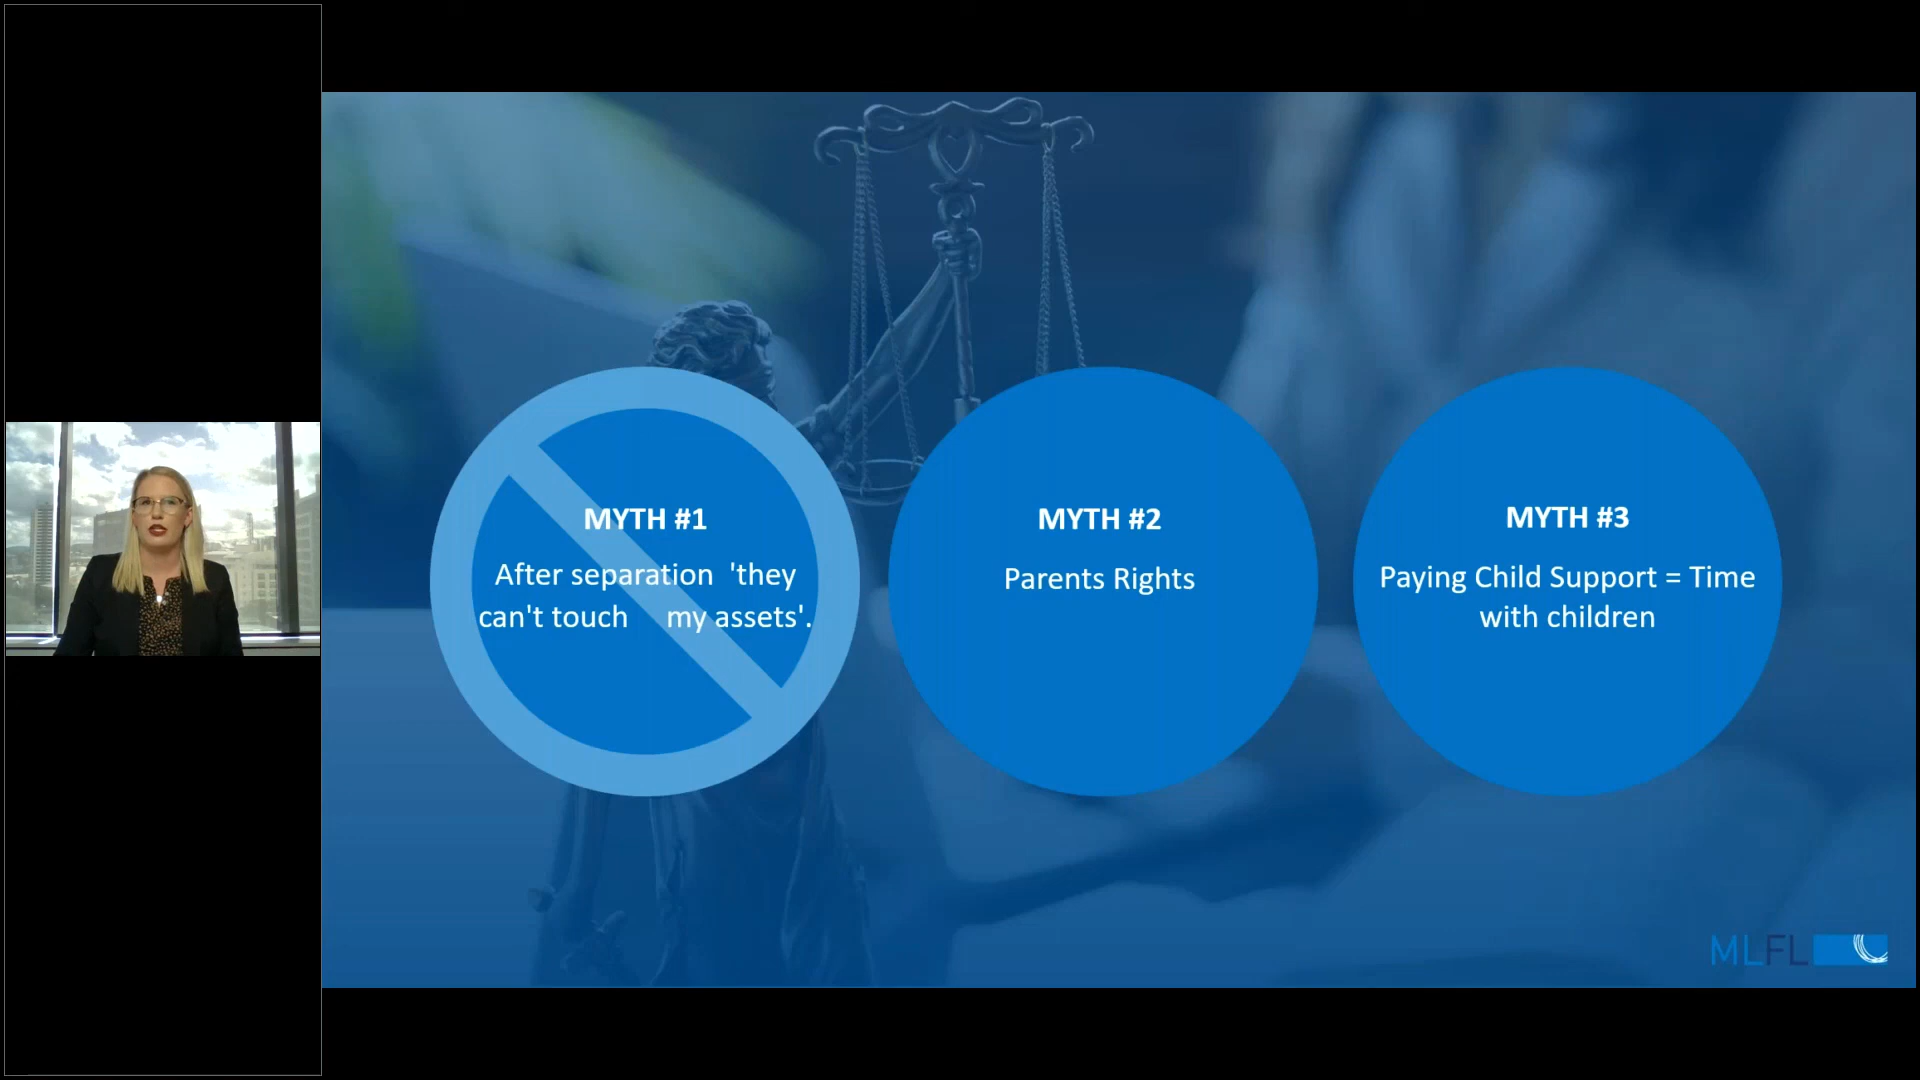 MYTH #1
After separation 'they
can't touch my assets'.
MYTH #2
Parents Rights
MYTH #3
Paying Child Support = Time
with children
MLFL